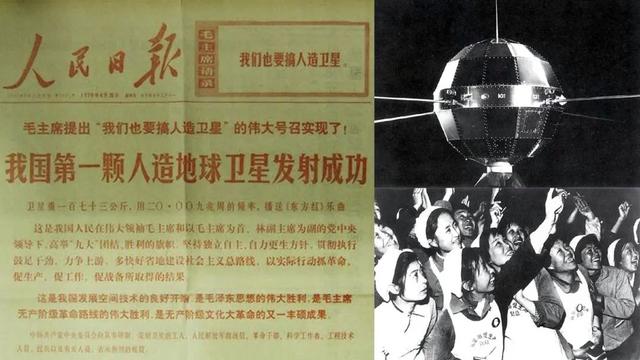 人民日報
毛主席语录
我们也要搞人造卫星。
毛主席提出“我们也要搞人造卫星”的伟大号召实现了！
我国第一颗人造地球卫星发射成功
卫星重一百七十三公斤，用二〇·〇〇九兆周的频率，播送《东方红》乐曲
这是我国人民在伟大领袖毛主席和以毛主席为首、林副主席为副的党中央
领导下，高举“九大”团结、胜利的旗帜，坚持独立自主、自力更生方针，贯彻执行
鼓足干劲、力争上游、多快好省地建设社会主义总路线，以实际行动抓革命、
促生产、促工作、促战备所取得的结果。
这是我国发展空间技术的良好开端，是毛泽东思想的伟大胜利，是毛主席
无产阶级革命路线的伟大胜利，是无产阶级文化大革命的又一丰硕成果。